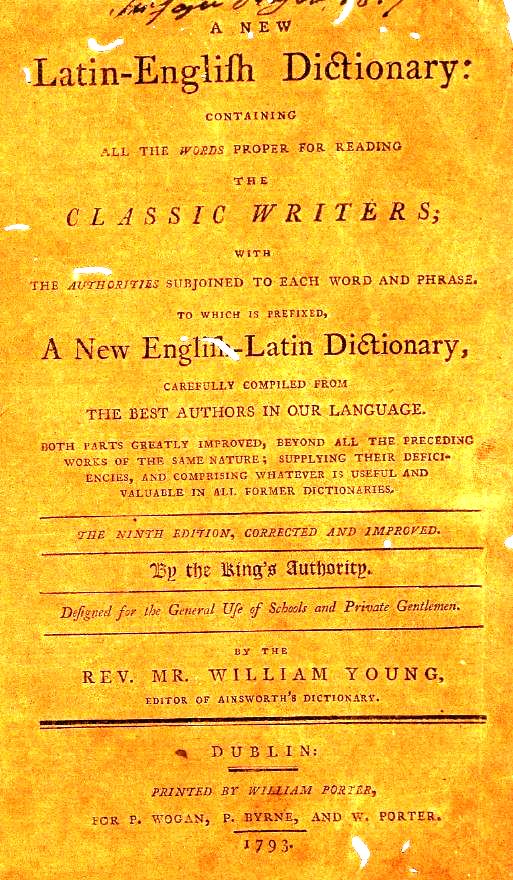 A NEW
Latin-Engliſh Dictionary:
CONTAINING
ALL THE WORDS PROPER FOR READING
THE
CLASSIC WRITERS;
WITH
THE AUTHORITIES SUBJOINED TO EACH WORD AND PHRASE.
TO WHICH IS PREFIXED,
A New Engliſh-Latin Dictionary,
CAREFULLY COMPILED FROM
THE BEST AUTHORS IN OUR LANGUAGE.
BOTH PARTS GREATLY IMPROVED, BEYOND ALL THE PRECEDING
WORKS OF THE SAME NATURE; SUPPLYING THEIR DEFICI-
ENCIES, AND COMPRISING WHATEVER IS USEFUL AND
VALUABLE IN ALL FORMER DICTIONARIES.
THE NINTH EDITION, CORRECTED AND IMPROVED.
By the King's Authority.
Deſigned for the General Uſe of Schools and Private Gentlemen.
BY THE
REV. MR. WILLIAM YOUNG,
EDITOR OF AINSWORTH'S DICTIONARY.
DUBLIN:
PRINTED BY WILLIAM PORTER,
FOR P. WOGAN, P. BYRNE, AND W. PORTER.
1793.